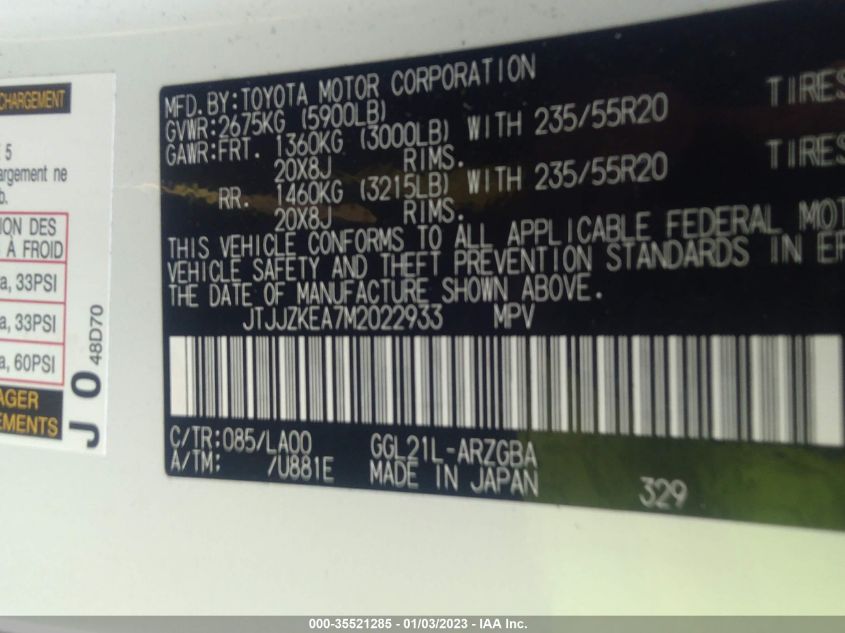 CHARGEMENT
5
argement ne
b.
ION DES
À FROID
a, 33PSI
a, 33PSI
a, 60PSI
AGER
EMENTS
J O 48D70
MFD. BY: TOYOTA MOTOR CORPORATION
GVWR: 2675KG (5900LB)
GAWR: FRT. 1360KG (3000LB) WITH 235/55R20 TIRES
20X8J RIMS.
RR. 1460KG (3215LB) WITH 235/55R20 TIRES
20X8J RIMS.
THIS VEHICLE CONFORMS TO ALL APPLICABLE FEDERAL MOT
VEHICLE SAFETY AND THEFT PREVENTION STANDARDS IN EF
THE DATE OF MANUFACTURE SHOWN ABOVE.
JTJJZKEA7M2022933 MPV
C/TR: 085/LA00 GGL21L-ARZGBA
A/TM: /U881E MADE IN JAPAN
329
000-35521285 - 01/03/2023 - IAA Inc.